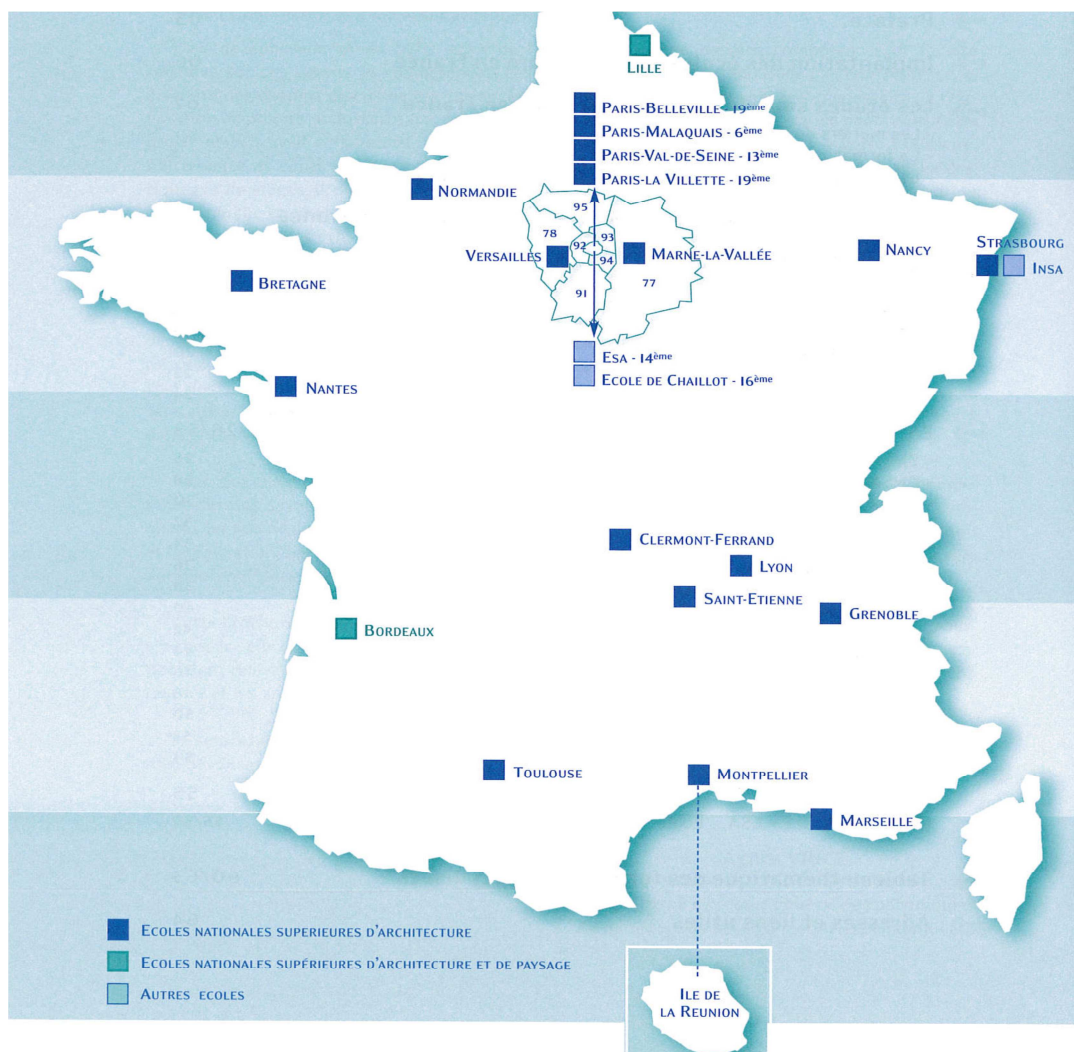 LILLE
PARIS-BELLEVILLE - 19ème
PARIS-MALAQUAIS - 6ème
PARIS-VAL-DE-SEINE - 13ème
PARIS-LA VILLETTE - 19ème
NORMANDIE
95
78
92
93
94
VERSAILLES
MARNE-LA-VALLÉE
77
91
NANCY
STRASBOURG
INSA
BRETAGNE
ESA - 14ème
ECOLE DE CHAILLOT - 16ème
NANTES
CLERMONT-FERRAND
LYON
SAINT-ETIENNE
GRENOBLE
BORDEAUX
TOULOUSE
MONTPELLIER
MARSEILLE
ECOLES NATIONALES SUPERIEURES D'ARCHITECTURE
ECOLES NATIONALES SUPÉRIEURES D'ARCHITECTURE ET DE PAYSAGE
AUTRES ECOLES
ILE DE
LA REUNION